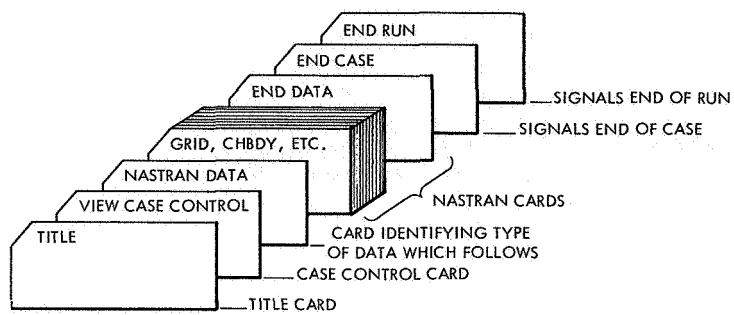 END RUN
END CASE
END DATA
SIGNALS END OF RUN
SIGNALS END OF CASE
GRID, CHBDY, ETC.
NASTRAN DATA
NASTRAN CARDS
VIEW CASE CONTROL
CARD IDENTIFYING TYPE
OF DATA WHICH FOLLOWS
TITLE
CASE CONTROL CARD
TITLE CARD